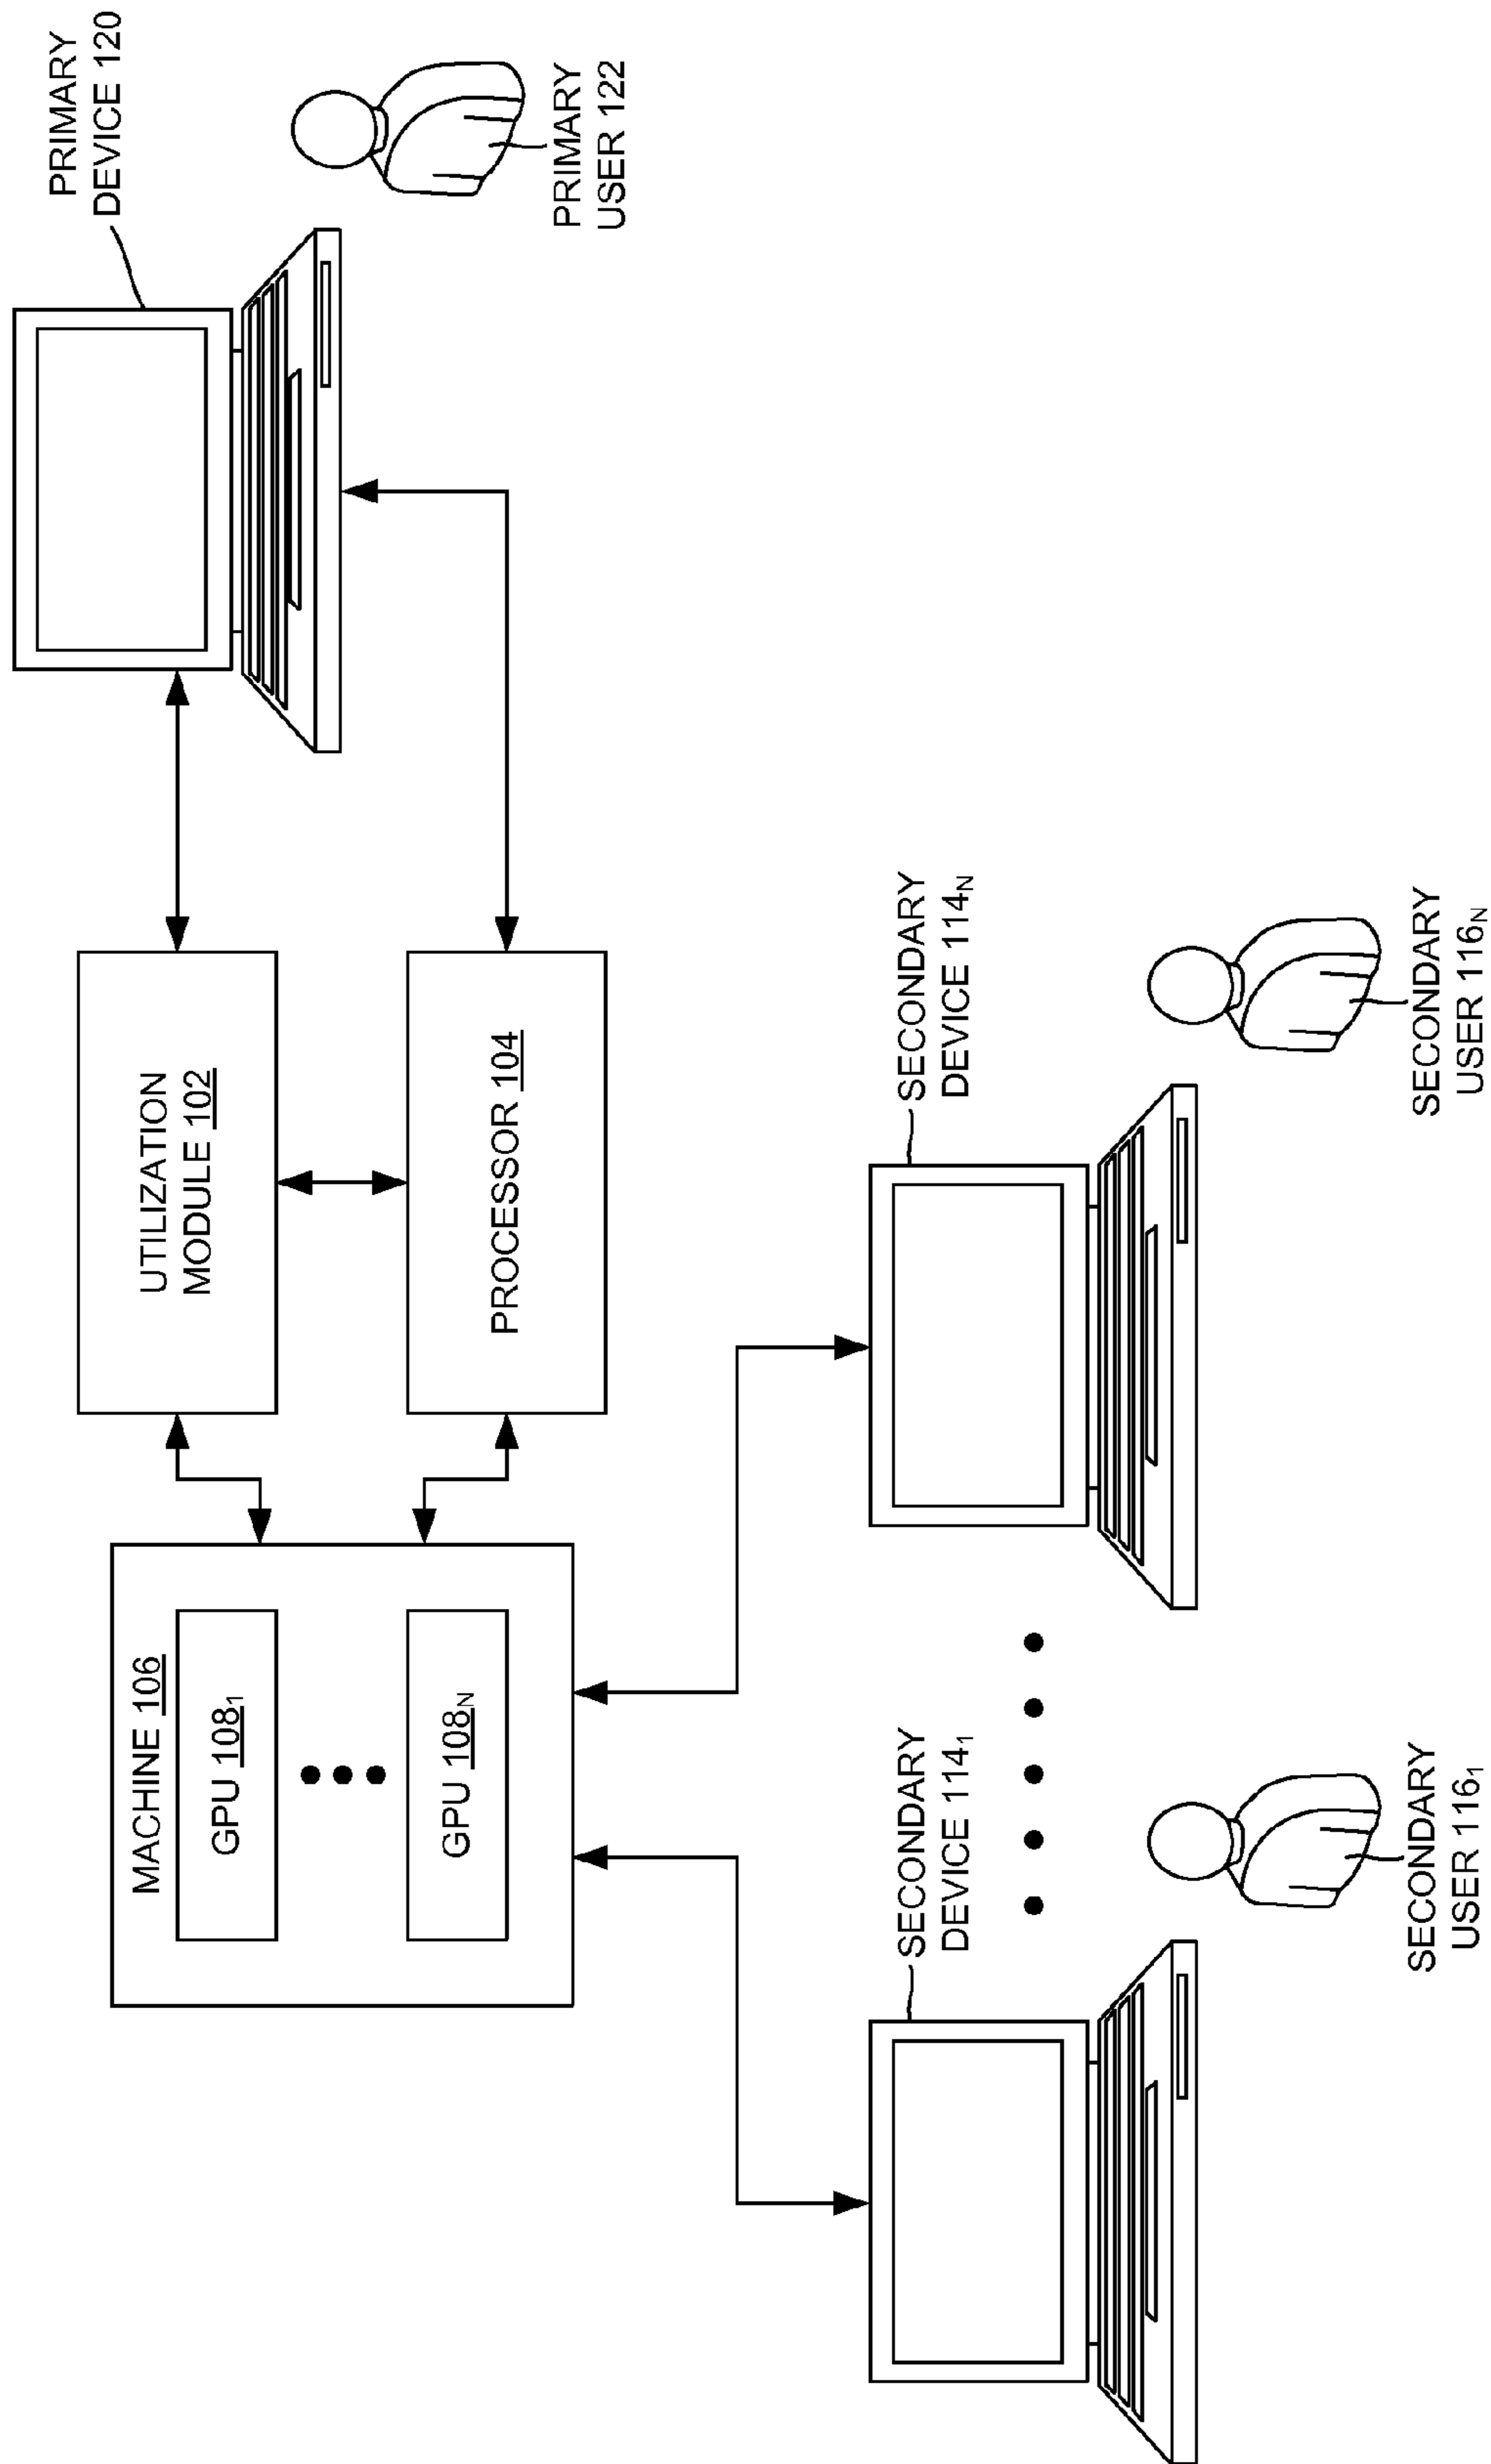 MACHINE 106
GPU 108₁
GPU 108N
UTILIZATION
MODULE 102
PROCESSOR 104
PRIMARY
DEVICE 120
PRIMARY
USER 122
SECONDARY
DEVICE 114₁
SECONDARY
USER 116₁
SECONDARY
DEVICE 114N
SECONDARY
USER 116N